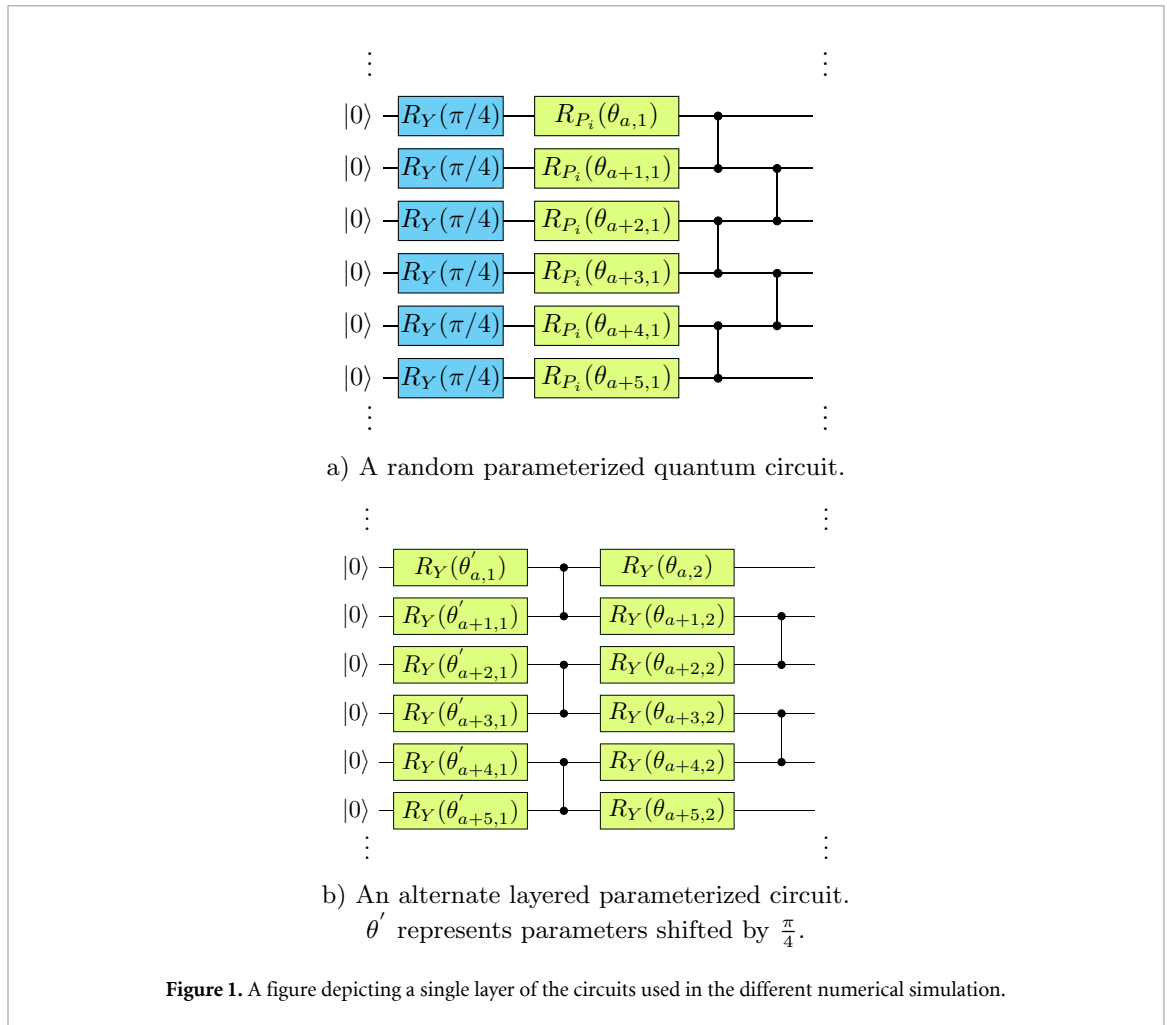 ⋮ ⋮
|0⟩ R_Y(π/4) R_{P_i}(θ_{a,1})
|0⟩ R_Y(π/4) R_{P_i}(θ_{a+1,1})
|0⟩ R_Y(π/4) R_{P_i}(θ_{a+2,1})
|0⟩ R_Y(π/4) R_{P_i}(θ_{a+3,1})
|0⟩ R_Y(π/4) R_{P_i}(θ_{a+4,1})
|0⟩ R_Y(π/4) R_{P_i}(θ_{a+5,1})
⋮ ⋮
a) A random parameterized quantum circuit.
⋮ ⋮
|0⟩ R_Y(θ'_{a,1}) R_Y(θ_{a,2})
|0⟩ R_Y(θ'_{a+1,1}) R_Y(θ_{a+1,2})
|0⟩ R_Y(θ'_{a+2,1}) R_Y(θ_{a+2,2})
|0⟩ R_Y(θ'_{a+3,1}) R_Y(θ_{a+3,2})
|0⟩ R_Y(θ'_{a+4,1}) R_Y(θ_{a+4,2})
|0⟩ R_Y(θ'_{a+5,1}) R_Y(θ_{a+5,2})
⋮ ⋮
b) An alternate layered parameterized circuit.
θ' represents parameters shifted by π/4.
Figure 1. A figure depicting a single layer of the circuits used in the different numerical simulation.